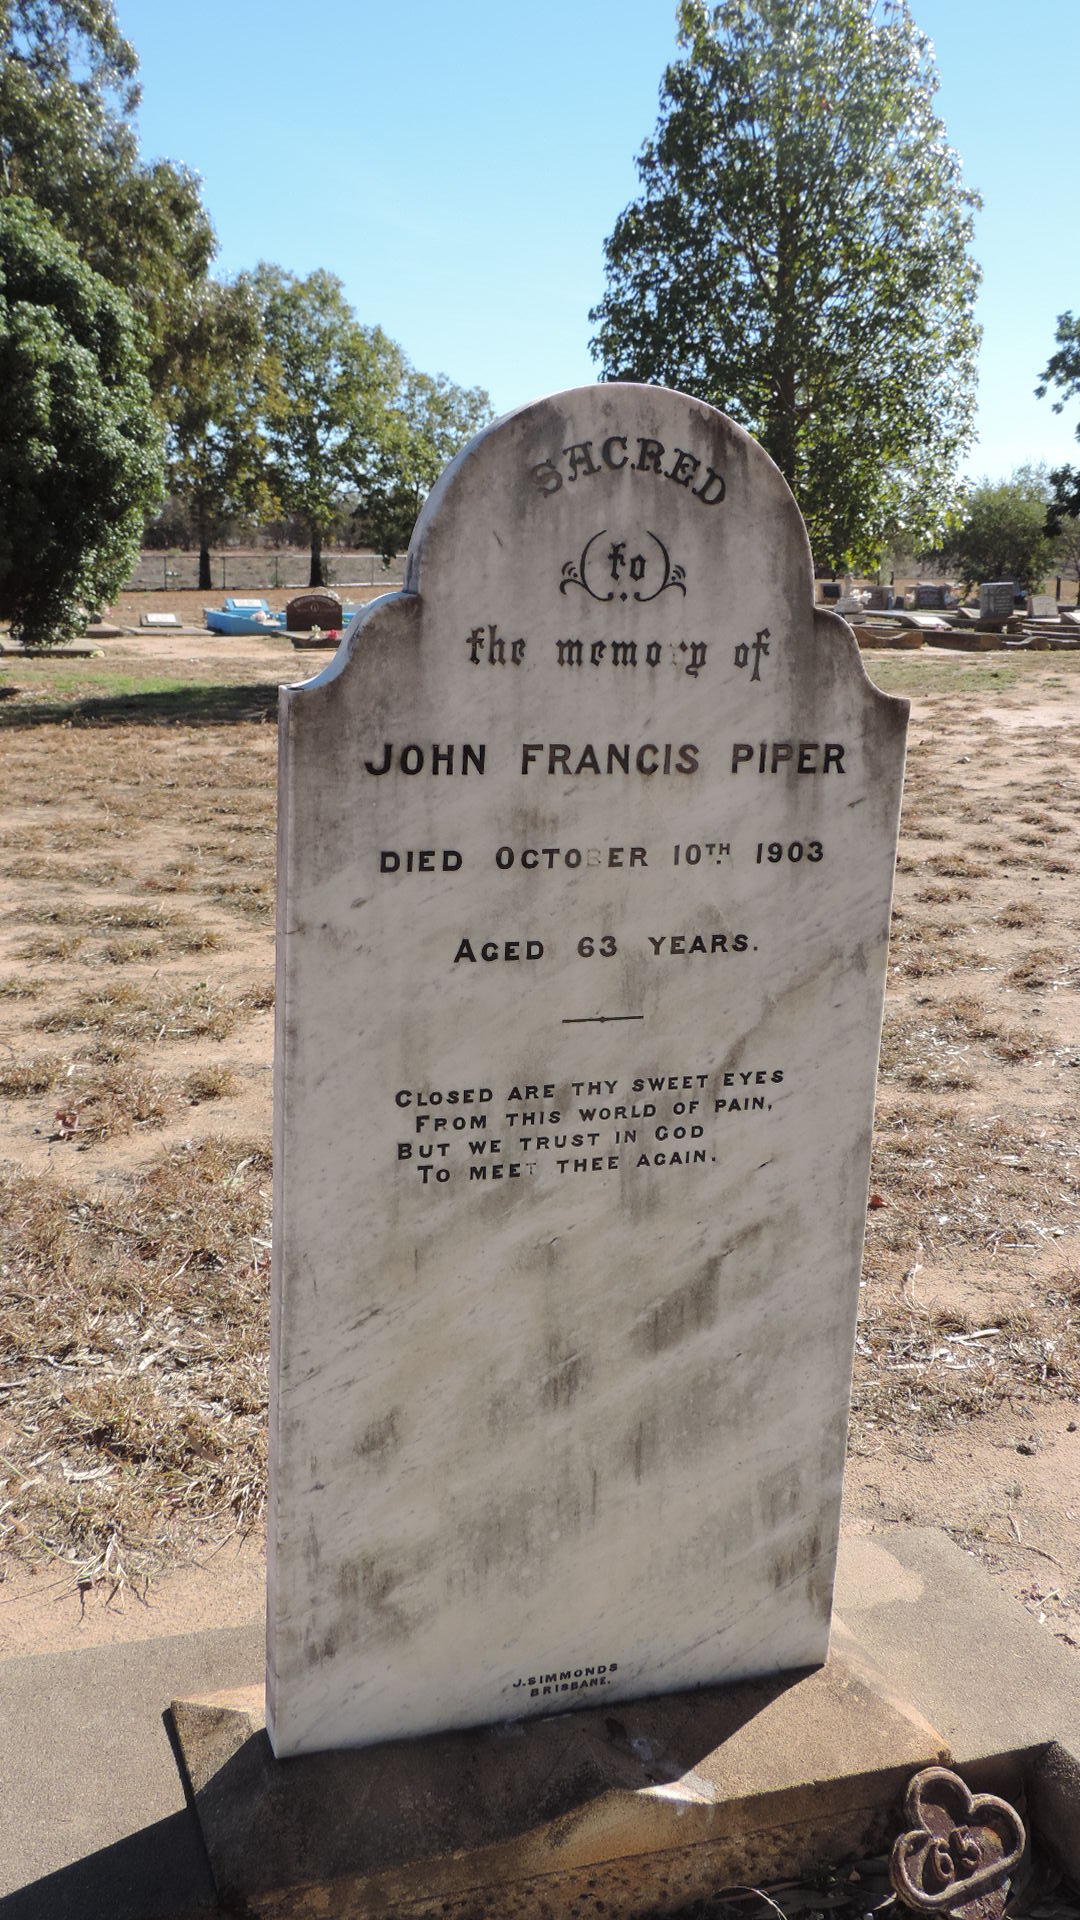 SACRED
to
the memory of
JOHN FRANCIS PIPER
DIED OCTOBER 10TH 1903
AGED 63 YEARS.
CLOSED ARE THY SWEET EYES
FROM THIS WORLD OF PAIN,
BUT WE TRUST IN GOD
TO MEET THEE AGAIN.
J. SIMMONDS
BRISBANE.
65